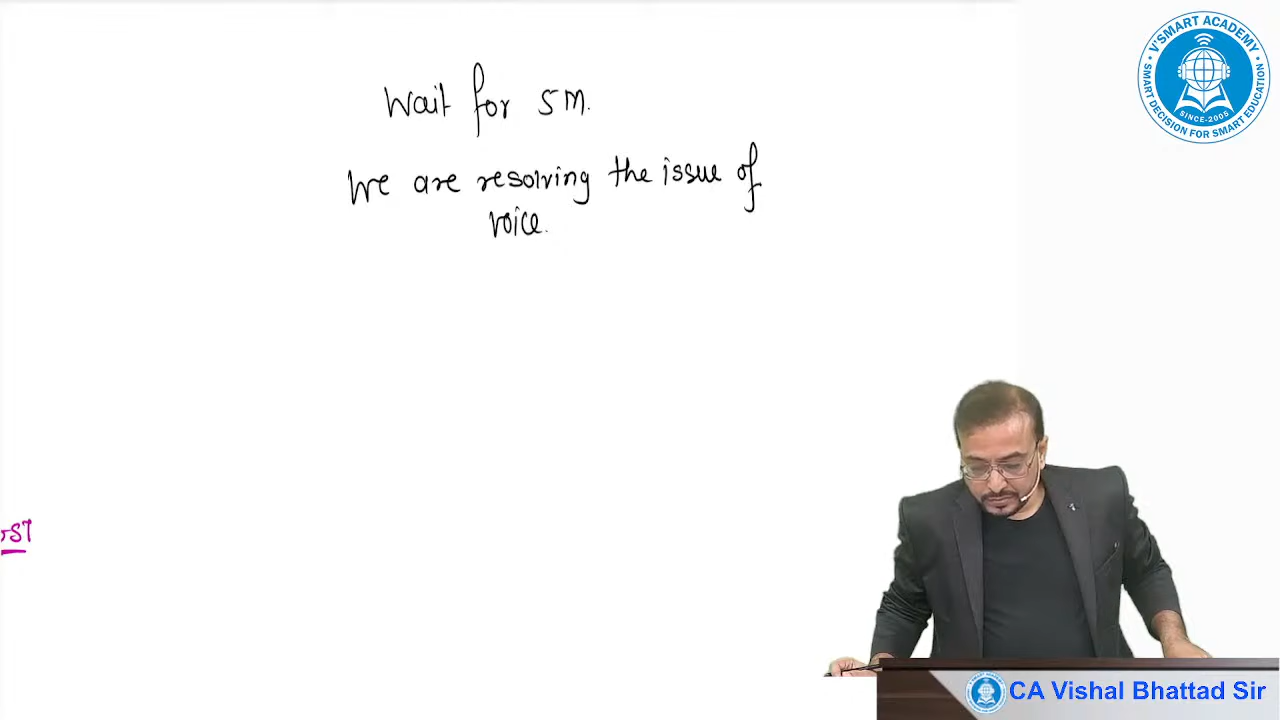 Wait for 5 M.
We are resolving the issue of
voice.
V'SMART ACADEMY
SMART DECISION FOR SMART EDUCATION
SINCE-2005
CA Vishal Bhattad Sir